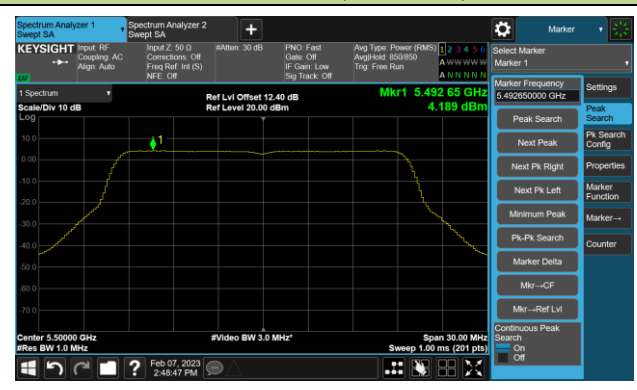 Spectrum Analyzer 1
Swept SA
Spectrum Analyzer 2
Swept SA
+
Marker
KEYSIGHT
Input: RF
Coupling: AC
Align: Auto
Input Z: 50 Ω
Corrections: Off
Freq Ref: Int (S)
NFE: Off
#Atten: 30 dB
PNO: Fast
Gate: Off
IF Gain: Low
Sig Track: Off
Avg Type: Power (RMS)
Avg|Hold: 850/850
Trig: Free Run
1 2 3 4 5 6
A W W W W W
A N N N N N
Select Marker
Marker 1
1 Spectrum
Scale/Div 10 dB
Log
Ref Lvl Offset 12.40 dB
Ref Level 20.00 dBm
Mkr1 5.492 65 GHz
4.189 dBm
1
10.0
0.00
-10.0
-20.0
-30.0
-40.0
-50.0
-60.0
-70.0
Center 5.50000 GHz
#Res BW 1.0 MHz
#Video BW 3.0 MHz*
Span 30.00 MHz
Sweep 1.00 ms (201 pts)
Marker Frequency
5.492650000 GHz
Peak Search
Next Peak
Next Pk Right
Next Pk Left
Minimum Peak
Pk-Pk Search
Marker Delta
Mkr→CF
Mkr→Ref Lvl
Continuous Peak
Search
On
Off
Settings
Peak
Search
Pk Search
Config
Properties
Marker
Function
Marker→
Counter
?
Feb 07, 2023
2:48:47 PM